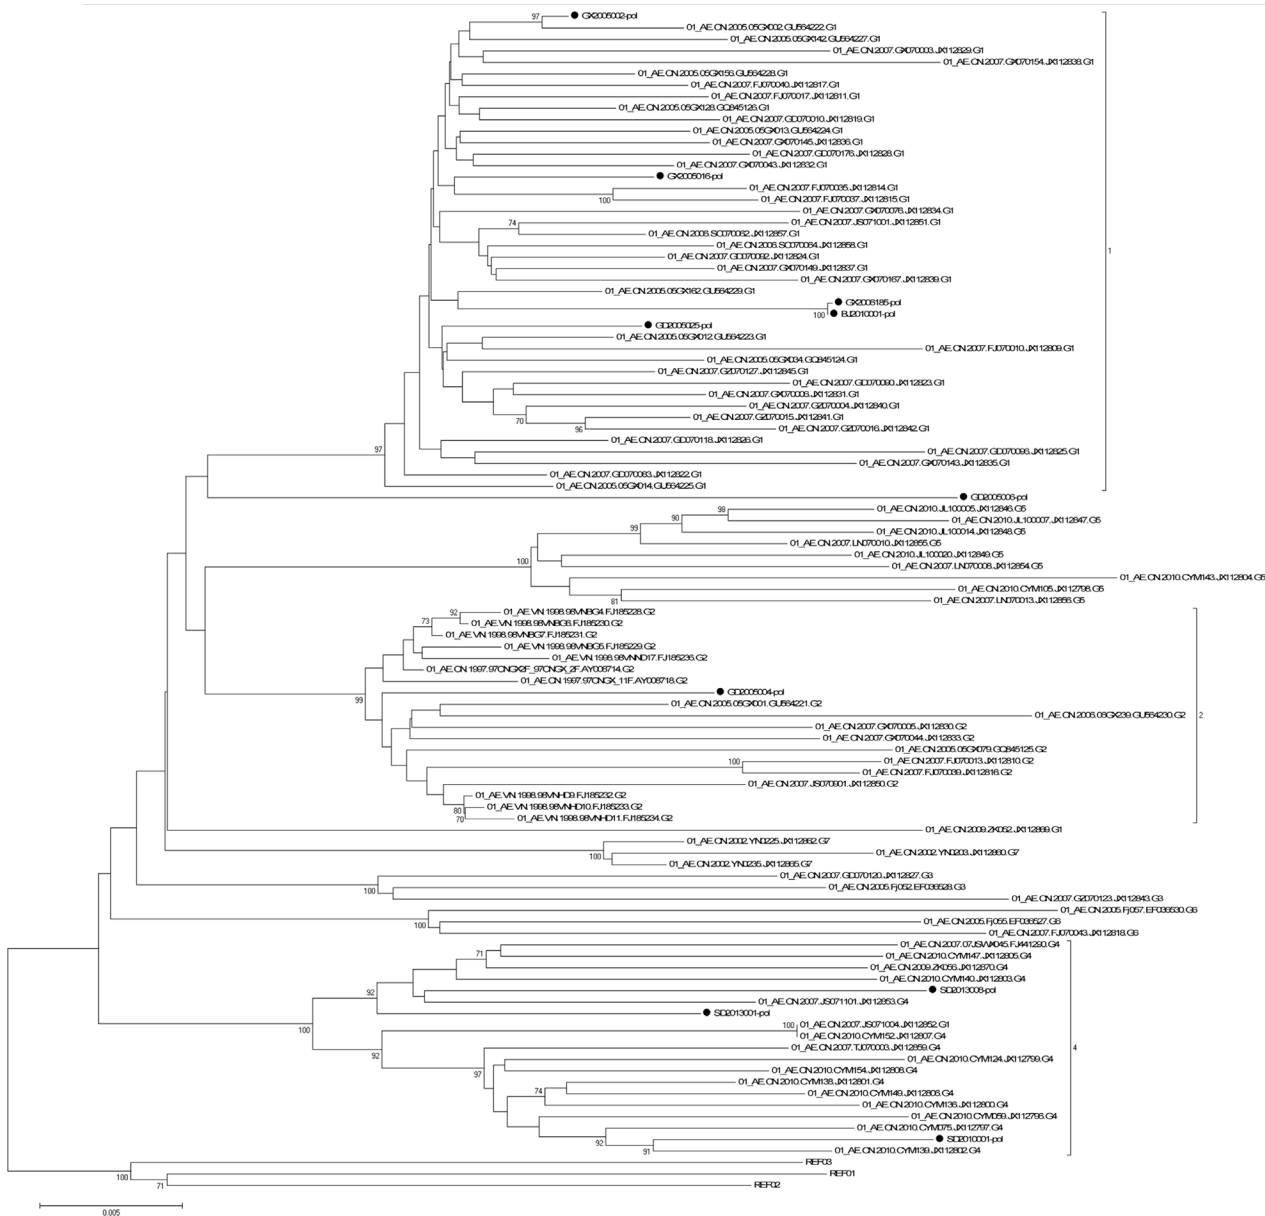 97
GX2005002-pol
01_AE.CN.2005.05GX002.GU564222.G1
01_AE.CN.2005.05GX142.GU564227.G1
01_AE.CN.2007.GX070003.JX112829.G1
01_AE.CN.2007.GX070154.JX112838.G1
01_AE.CN.2005.05GX156.GU564228.G1
01_AE.CN.2007.FJ070040.JX112817.G1
01_AE.CN.2007.FJ070017.JX112811.G1
01_AE.CN.2005.05GX128.GQ845126.G1
01_AE.CN.2007.GD070010.JX112819.G1
01_AE.CN.2005.05GX013.GU564224.G1
01_AE.CN.2007.GX070145.JX112836.G1
01_AE.CN.2007.GD070176.JX112828.G1
01_AE.CN.2007.GX070043.JX112832.G1
GX2005016-pol
01_AE.CN.2007.FJ070035.JX112814.G1
100
01_AE.CN.2007.FJ070037.JX112815.G1
01_AE.CN.2007.GX070076.JX112834.G1
74
01_AE.CN.2007.JS071001.JX112851.G1
01_AE.CN.2006.SC070062.JX112857.G1
01_AE.CN.2006.SC070064.JX112858.G1
1
01_AE.CN.2007.GD070092.JX112824.G1
01_AE.CN.2007.GX070149.JX112837.G1
01_AE.CN.2007.GX070167.JX112839.G1
01_AE.CN.2005.05GX162.GU564229.G1
GX2006185-pol
100
BJ2010001-pol
GD2005025-pol
01_AE.CN.2005.05GX012.GU564223.G1
01_AE.CN.2007.FJ070010.JX112809.G1
01_AE.CN.2005.05GX034.GQ845124.G1
01_AE.CN.2007.GZ070127.JX112845.G1
01_AE.CN.2007.GD070090.JX112823.G1
01_AE.CN.2007.GX070006.JX112831.G1
01_AE.CN.2007.GZ070004.JX112840.G1
70
01_AE.CN.2007.GZ070015.JX112841.G1
96
01_AE.CN.2007.GZ070016.JX112842.G1
01_AE.CN.2007.GD070118.JX112826.G1
97
01_AE.CN.2007.GD070096.JX112825.G1
01_AE.CN.2007.GX070143.JX112835.G1
01_AE.CN.2007.GD070083.JX112822.G1
01_AE.CN.2005.05GX014.GU564225.G1
GD2005006-pol
98
01_AE.CN.2010.JL100005.JX112846.G5
90
01_AE.CN.2010.JL100007.JX112847.G5
99
01_AE.CN.2010.JL100014.JX112848.G5
01_AE.CN.2007.LN070010.JX112855.G5
100
01_AE.CN.2010.JL100020.JX112849.G5
01_AE.CN.2007.LN070008.JX112854.G5
01_AE.CN.2010.CYM143.JX112804.G5
01_AE.CN.2010.CYM105.JX112798.G5
81
01_AE.CN.2007.LN070013.JX112856.G5
92
01_AE.VN.1998.98VNBG4.FJ185228.G2
73
01_AE.VN.1998.98VNBG6.FJ185230.G2
01_AE.VN.1998.98VNBG7.FJ185231.G2
01_AE.VN.1998.98VNBG5.FJ185229.G2
01_AE.VN.1998.98VNND17.FJ185236.G2
01_AE.CN.1997.97CNGX2F_97CNGX_2F.AY008714.G2
01_AE.CN.1997.97CNGX_11F.AY008718.G2
99
GD2005004-pol
01_AE.CN.2005.05GX001.GU564221.G2
01_AE.CN.2006.06GX239.GU564230.G2
2
01_AE.CN.2007.GX070005.JX112830.G2
01_AE.CN.2007.GX070044.JX112833.G2
01_AE.CN.2005.05GX079.GQ845125.G2
100
01_AE.CN.2007.FJ070013.JX112810.G2
01_AE.CN.2007.FJ070039.JX112816.G2
01_AE.CN.2007.JS070901.JX112850.G2
01_AE.VN.1998.98VNHD9.FJ185232.G2
80
01_AE.VN.1998.98VNHD10.FJ185233.G2
70
01_AE.VN.1998.98VNHD11.FJ185234.G2
01_AE.CN.2009.ZK052.JX112869.G1
01_AE.CN.2002.YN0225.JX112862.G7
100
01_AE.CN.2002.YN0203.JX112860.G7
01_AE.CN.2002.YN0235.JX112865.G7
01_AE.CN.2007.GD070120.JX112827.G3
100
01_AE.CN.2005.Fj052.EF036528.G3
01_AE.CN.2007.GZ070123.JX112843.G3
01_AE.CN.2005.Fj057.EF036530.G6
100
01_AE.CN.2005.Fj055.EF036527.G6
01_AE.CN.2007.FJ070043.JX112818.G6
01_AE.CN.2007.07JSWX045.FJ441290.G4
71
01_AE.CN.2010.CYM147.JX112805.G4
01_AE.CN.2009.ZK056.JX112870.G4
01_AE.CN.2010.CYM140.JX112803.G4
92
SD2013008-pol
01_AE.CN.2007.JS071101.JX112853.G4
SD2013001-pol
100
100
01_AE.CN.2007.JS071004.JX112852.G1
01_AE.CN.2010.CYM152.JX112807.G4
92
01_AE.CN.2007.TJ070003.JX112859.G4
4
01_AE.CN.2010.CYM124.JX112799.G4
97
01_AE.CN.2010.CYM154.JX112808.G4
01_AE.CN.2010.CYM138.JX112801.G4
74
01_AE.CN.2010.CYM149.JX112806.G4
01_AE.CN.2010.CYM136.JX112800.G4
01_AE.CN.2010.CYM059.JX112796.G4
01_AE.CN.2010.CYM075.JX112797.G4
92
SD2010001-pol
91
01_AE.CN.2010.CYM139.JX112802.G4
REF03
100
REF01
71
REF02
0.005